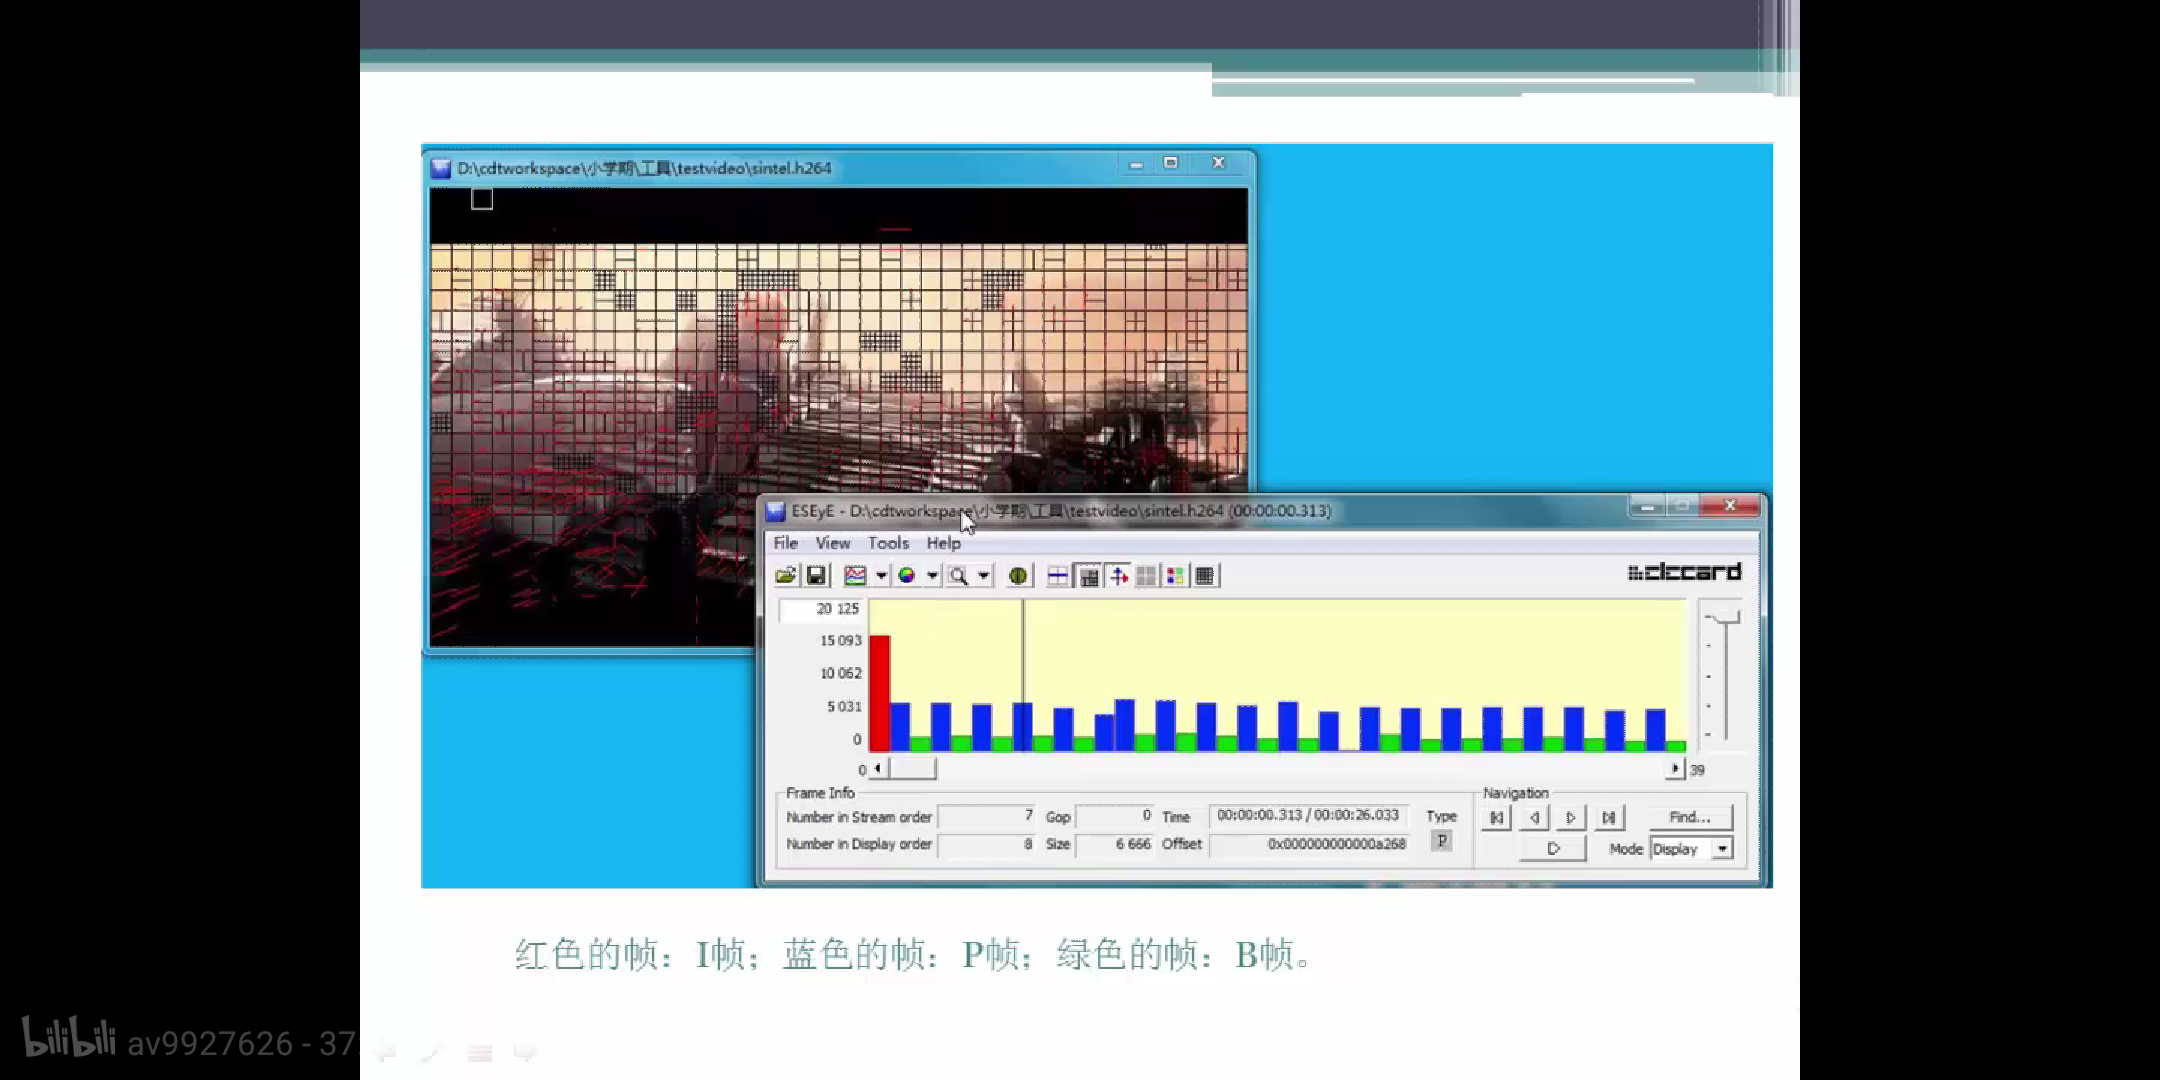 D:\cdtworkspace\小学期\工具\testvideo\sintel.h264
ESEyE - D:\cdtworkspace\小学期\工具\testvideo\sintel.h264 (00:00:00.313)
File View Tools Help
elecard
20 125
15 093
10 062
5 031
0
0 39
Frame Info Navigation
Number in Stream order 7 Gop 0 Time 00:00:00.313 / 00:00:26.033 Type Find...
Number in Display order 8 Size 6 666 Offset 0x000000000000a268 P Mode Display
红色的帧：I帧；蓝色的帧：P帧；绿色的帧：B帧。
bilibili av9927626 - 37